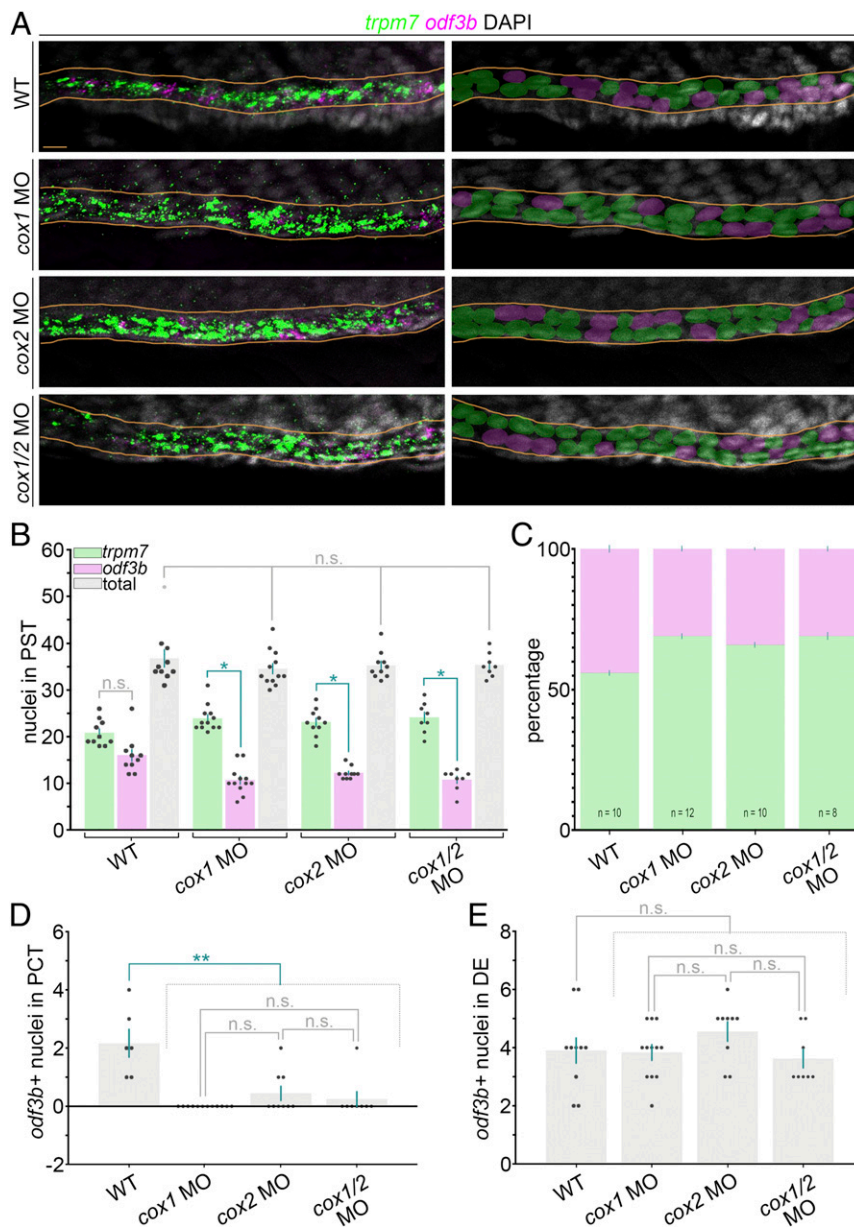 A
trpm7 odf3b DAPI
WT
cox1 MO
cox2 MO
cox1/2 MO
B
trpm7
odf3b
total
nuclei in PST
60
50
40
30
20
10
0
n.s.
n.s.
*
*
*
WT
cox1 MO
cox2 MO
cox1/2
MO
C
percentage
100
50
0
n = 10
n = 12
n = 10
n = 8
WT
cox1 MO
cox2 MO
cox1/2
MO
D
odf3b+ nuclei in PCT
6
4
2
0
-2
**
n.s.
n.s.
n.s.
WT
cox1 MO
cox2 MO
cox1/2
MO
E
odf3b+ nuclei in DE
8
6
4
2
0
n.s.
n.s.
n.s.
n.s.
WT
cox1 MO
cox2 MO
cox1/2
MO